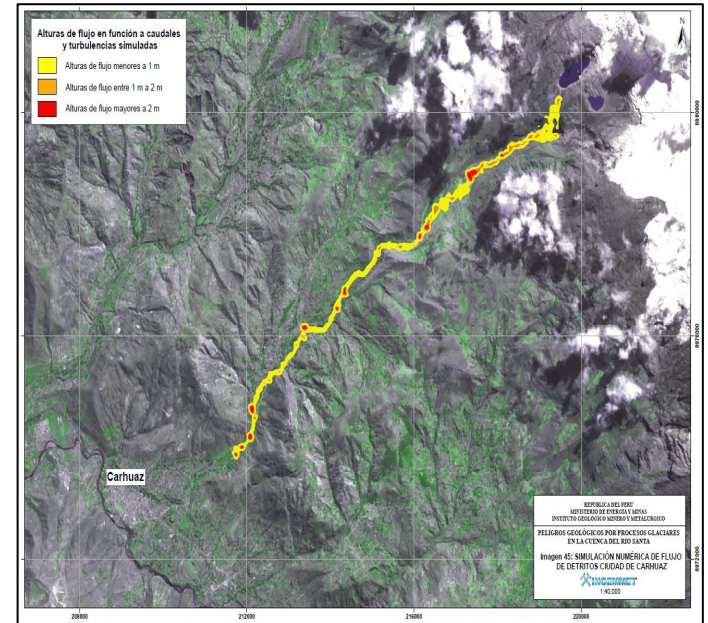 Alturas de flujo en función a caudales
y turbulencias simuladas
Alturas de flujo menores a 1 m
Alturas de flujo entre 1 m a 2 m
Alturas de flujo mayores a 2 m
N
8980000
8976000
Carhuaz
REPUBLICA DEL PERU
MINISTERIO DE ENERGIA Y MINAS
INSTITUTO GEOLOGICO MINERO Y METALURGICO
PELIGROS GEOLÓGICOS POR PROCESOS GLACIARES
EN LA CUENCA DEL RIO SANTA
Imagen 45: SIMULACIÓN NUMÉRICA DE FLUJO
DE DETRITOS CIUDAD DE CARHUAZ
INGEMMET
1:40,000
8972000
208000
212000
216000
220000